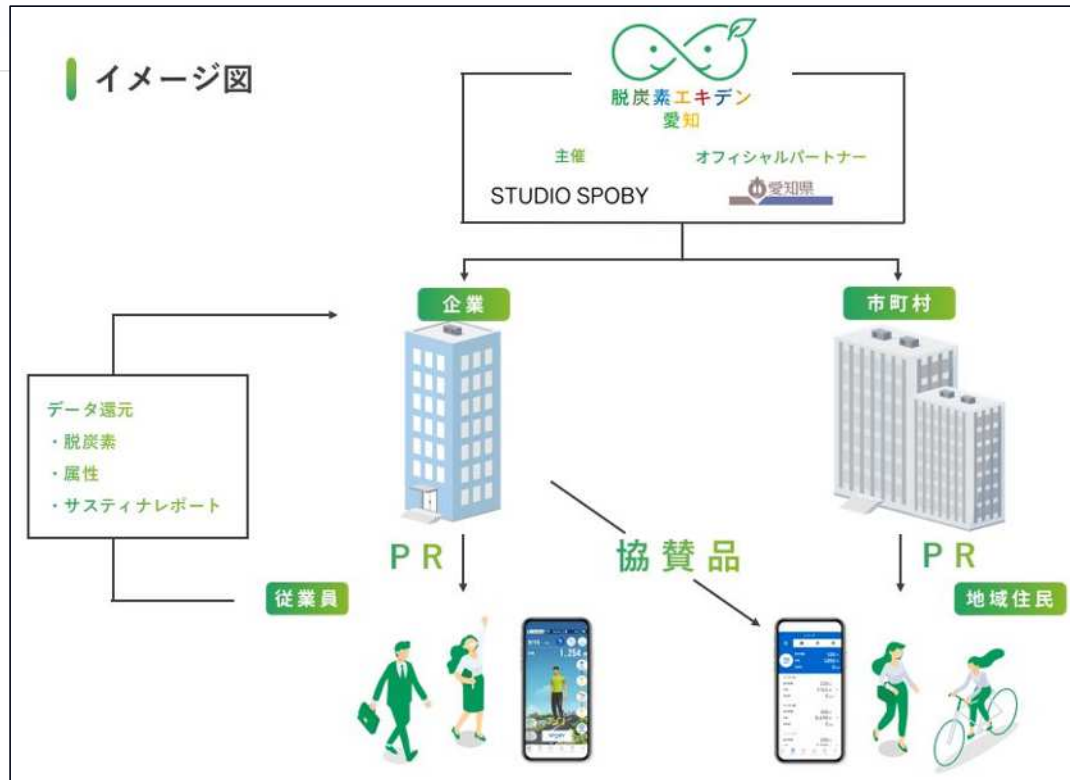 イメージ図
脱炭素エキデン
愛知
主催
オフィシャルパートナー
STUDIO SPOBY
愛知県
企業
市町村
データ還元
・脱炭素
・属性
・サスティナレポート
PR
協賛品
PR
従業員
地域住民
1,254